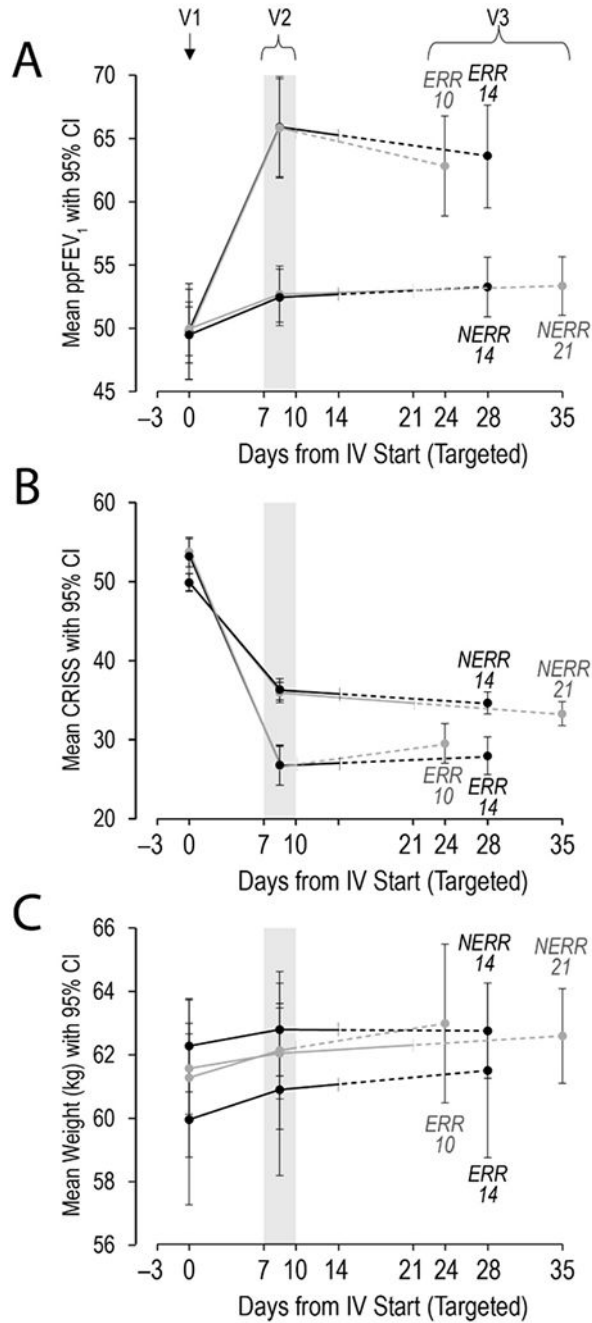 V1 V2 V3
A
70
65
60
55
50
45
Mean ppFEV₁ with 95% CI
ERR
10
ERR
14
NERR
14
NERR
21
–3 0 7 10 14 21 24 28 35
Days from IV Start (Targeted)
B
60
50
40
30
20
Mean CRISS with 95% CI
NERR
14
NERR
21
ERR
10
ERR
14
–3 0 7 10 14 21 24 28 35
Days from IV Start (Targeted)
C
66
64
62
60
58
56
Mean Weight (kg) with 95% CI
NERR
14
NERR
21
ERR
10
ERR
14
–3 0 7 10 14 21 24 28 35
Days from IV Start (Targeted)